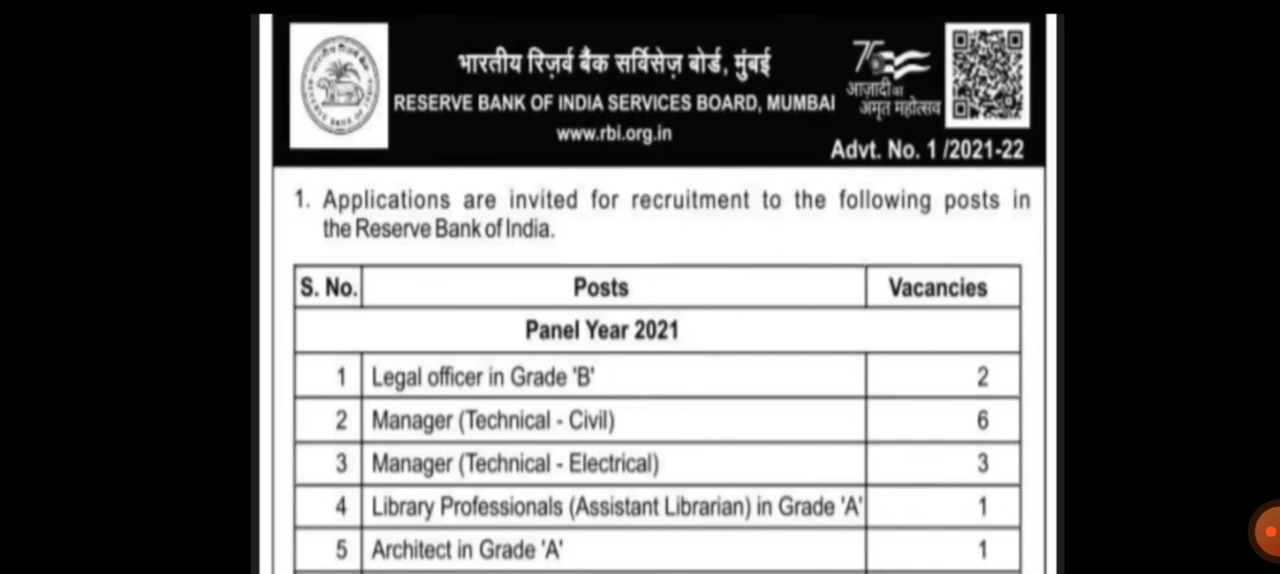 भारतीय रिज़र्व बैंक सर्विसेज़ बोर्ड, मुंबई
RESERVE BANK OF INDIA SERVICES BOARD, MUMBAI
www.rbi.org.in
75
आज़ादी का
अमृत महोत्सव
Advt. No. 1 /2021-22
1. Applications are invited for recruitment to the following posts in
the Reserve Bank of India.
S. No. Posts Vacancies
Panel Year 2021
1 Legal officer in Grade 'B' 2
2 Manager (Technical - Civil) 6
3 Manager (Technical - Electrical) 3
4 Library Professionals (Assistant Librarian) in Grade 'A' 1
5 Architect in Grade 'A' 1